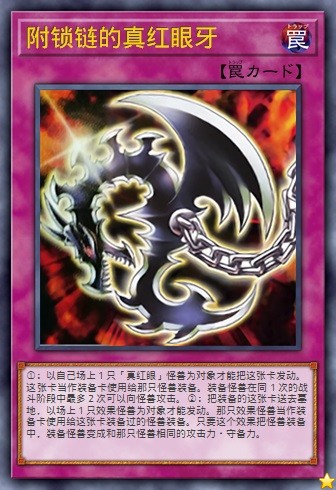 附锁链的真红眼牙
トラップ
罠
【罠カード】
①：以自己场上１只「真红眼」怪兽为对象才能把这张卡发动。
这张卡当作装备卡使用给那只怪兽装备。装备怪兽在同１次的战
斗阶段中最多２次可以向怪兽攻击。②：把装备的这张卡送去墓
地，以场上１只效果怪兽为对象才能发动。那只效果怪兽当作装
备卡使用给这张卡装备过的怪兽装备。只要这个效果把怪兽装备
中，装备怪兽变成和那只怪兽相同的攻击力·守备力。